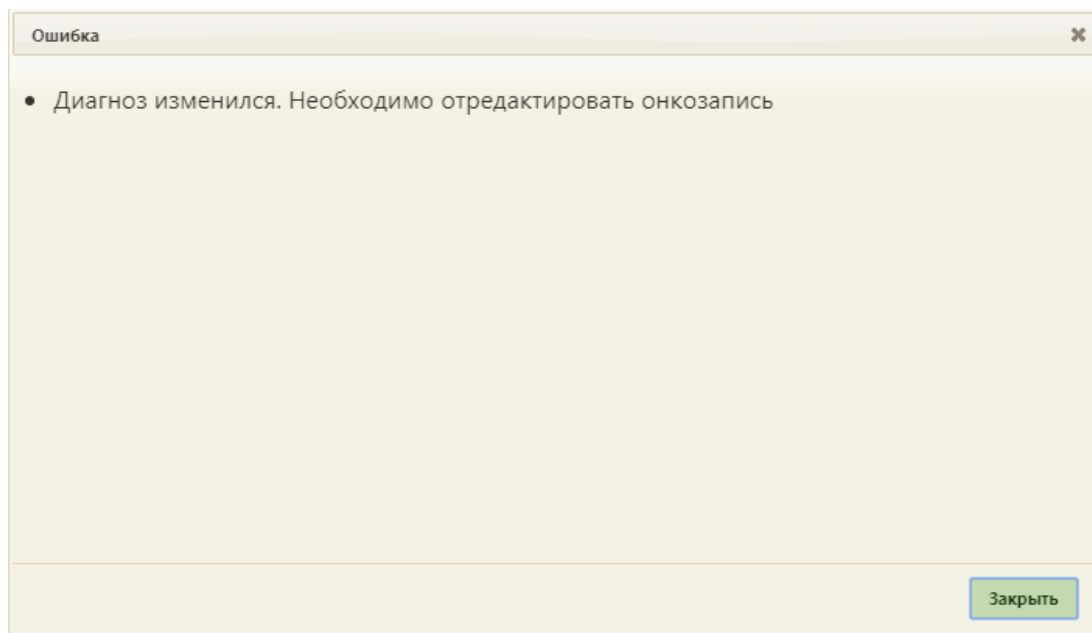 Ошибка
• Диагноз изменился. Необходимо отредактировать онкозапись
Закрыть